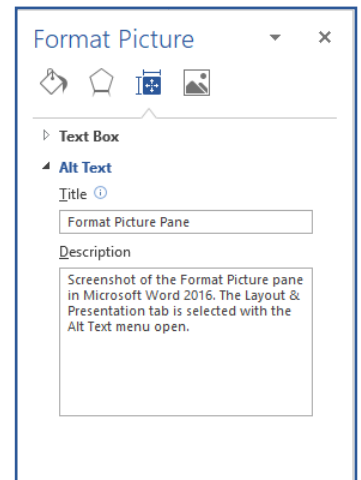 Format Picture
Text Box
Alt Text
Title
Format Picture Pane
Description
Screenshot of the Format Picture pane
in Microsoft Word 2016. The Layout &
Presentation tab is selected with the
Alt Text menu open.